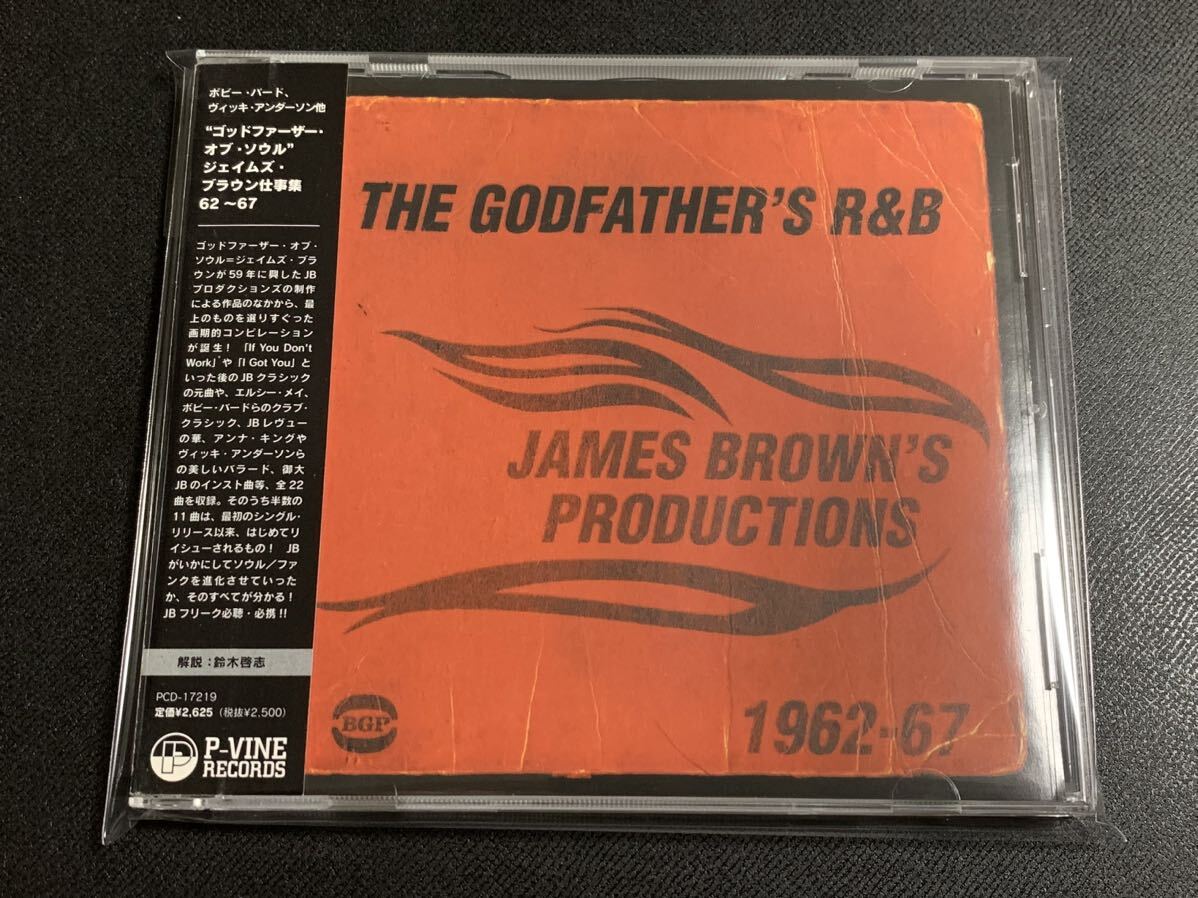 ボビー・バード、
ヴィッキ・アンダーソン他
“ゴッドファーザー・
オブ・ソウル”
ジェイムズ・
ブラウン仕事集
62～67
ゴッドファーザー・オブ・
ソウル=ジェイムズ・ブラ
ウンが59年に興したJB
プロダクションズの制作
による作品のなかから、最
上のものを選りすぐった
画期的コンピレーション
が誕生！「If You Don't
Work」や「I Got You」と
いった後のJBクラシック
の元曲や、エルシー・メイ、
ボビー・バードらのクラブ・
クラシック、JBレヴュー
の華、アンナ・キングや
ヴィッキ・アンダーソンら
の美しいバラード、御大
JBのインスト曲等、全22
曲を収録。そのうち半数の
11曲は、最初のシングル・
リリース以来、はじめてリ
イシューされるもの！ JB
がいかにしてソウル／ファ
ンクを進化させていった
か、そのすべてが分かる！
JBフリーク必聴・必携!!
解説：鈴木啓志
PCD-17219
定価¥2,625（税抜¥2,500）
P-VINE
RECORDS
THE GODFATHER'S R&B
JAMES BROWN'S
PRODUCTIONS
BGP
1962-67